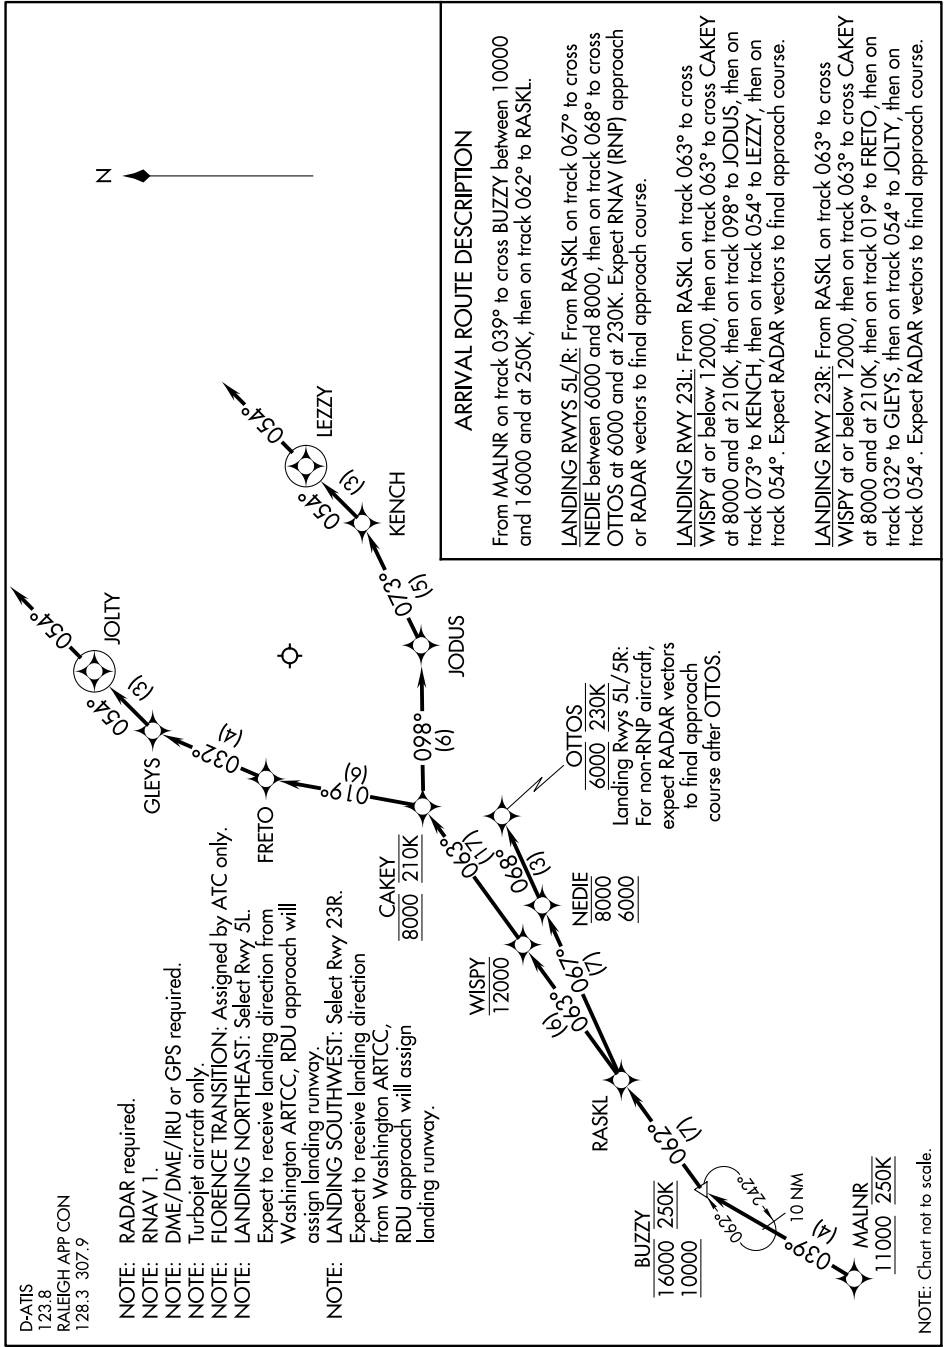 D-ATIS
123.8
RALEIGH APP CON
128.3 307.9
NOTE: RADAR required.
NOTE: RNAV 1.
NOTE: DME/DME/IRU or GPS required.
NOTE: Turbojet aircraft only.
NOTE: FLORENCE TRANSITION: Assigned by ATC only.
NOTE: LANDING NORTHEAST: Select Rwy 5L.
Expect to receive landing direction from
Washington ARTCC, RDU approach will
assign landing runway.
NOTE: LANDING SOUTHWEST: Select Rwy 23R.
Expect to receive landing direction
from Washington ARTCC,
RDU approach will assign
landing runway.
N
JOLTY
054°
054°
(3)
GLEYS
032°
(4)
FRETO
019°
(6)
LEZZY
054°
054°
(3)
KENCH
073°
(5)
JODUS
098°
(6)
CAKEY
8000 210K
063°
(17)
WISPY
12000
063°
(6)
OTTOS
6000 230K
Landing Rwys 5L/5R:
For non-RNP aircraft,
expect RADAR vectors
to final approach
course after OTTOS.
068°
(3)
NEDIE
8000
6000
067°
(7)
RASKL
062°
(7)
BUZZY
16000 250K
10000
062°
242°
10 NM
039°
(4)
MALNR
11000 250K
NOTE: Chart not to scale.
ARRIVAL ROUTE DESCRIPTION
From MALNR on track 039° to cross BUZZY between 10000
and 16000 and at 250K, then on track 062° to RASKL.
LANDING RWYS 5L/R: From RASKL on track 067° to cross
NEDIE between 6000 and 8000, then on track 068° to cross
OTTOS at 6000 and at 230K. Expect RNAV (RNP) approach
or RADAR vectors to final approach course.
LANDING RWY 23L: From RASKL on track 063° to cross
WISPY at or below 12000, then on track 063° to cross CAKEY
at 8000 and at 210K, then on track 098° to JODUS, then on
track 073° to KENCH, then on track 054° to LEZZY, then on
track 054°. Expect RADAR vectors to final approach course.
LANDING RWY 23R: From RASKL on track 063° to cross
WISPY at or below 12000, then on track 063° to cross CAKEY
at 8000 and at 210K, then on track 019° to FRETO, then on
track 032° to GLEYS, then on track 054° to JOLTY, then on
track 054°. Expect RADAR vectors to final approach course.